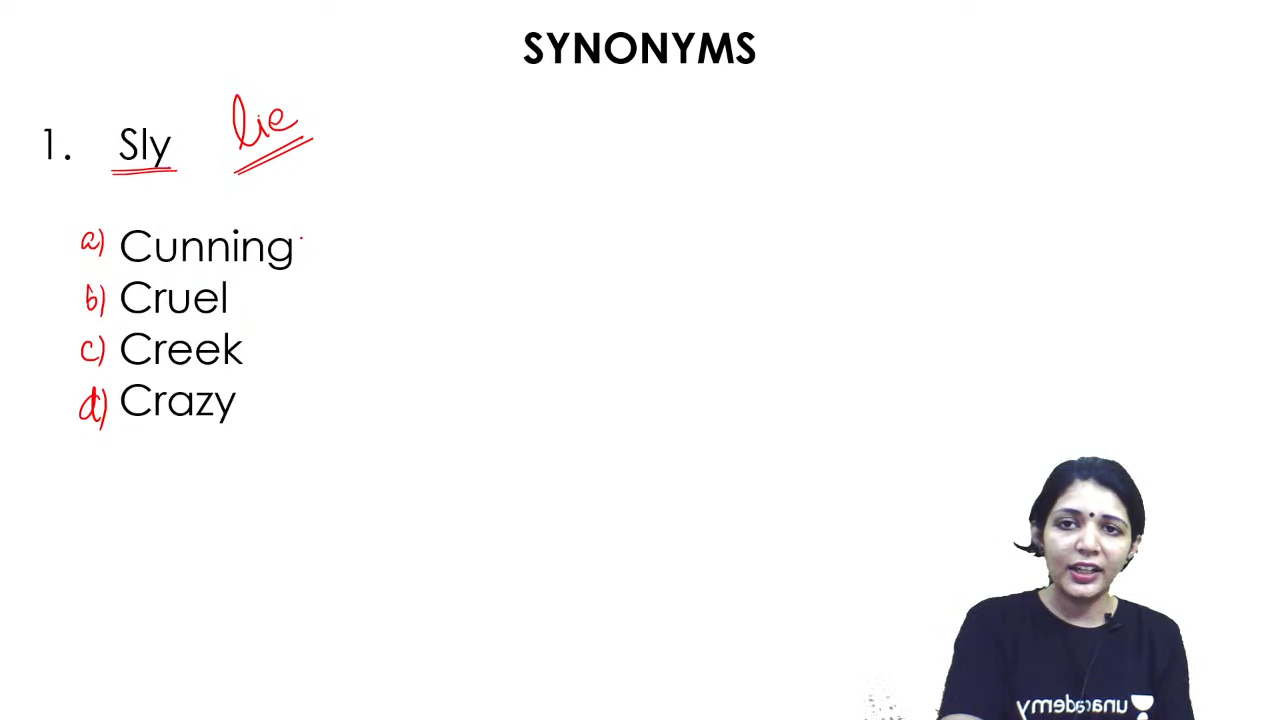 SYNONYMS
lie
1. Sly
a) Cunning
b) Cruel
c) Creek
d) Crazy
unacademy